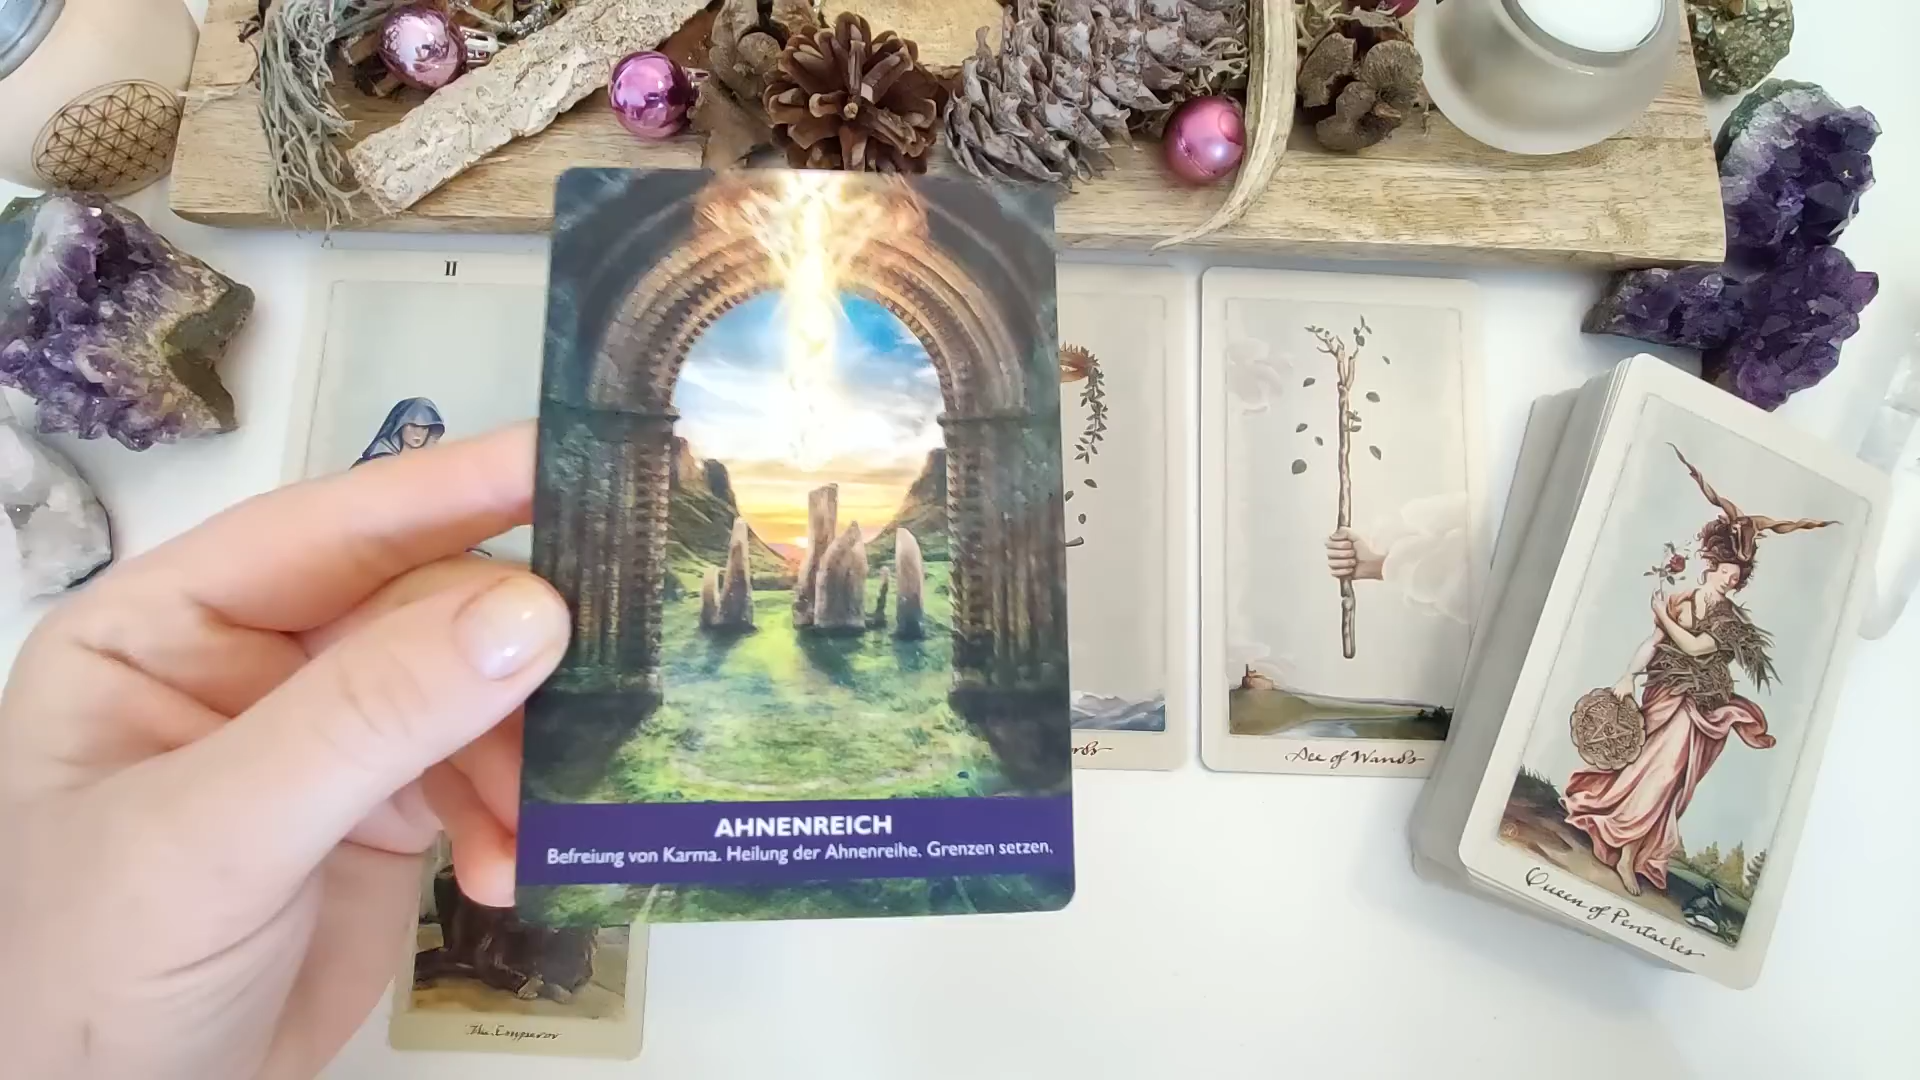 II
AHNENREICH
Befreiung von Karma. Heilung der Ahnenreihe. Grenzen setzen.
Ace of Wands
Queen of Pentacles
The Emperor